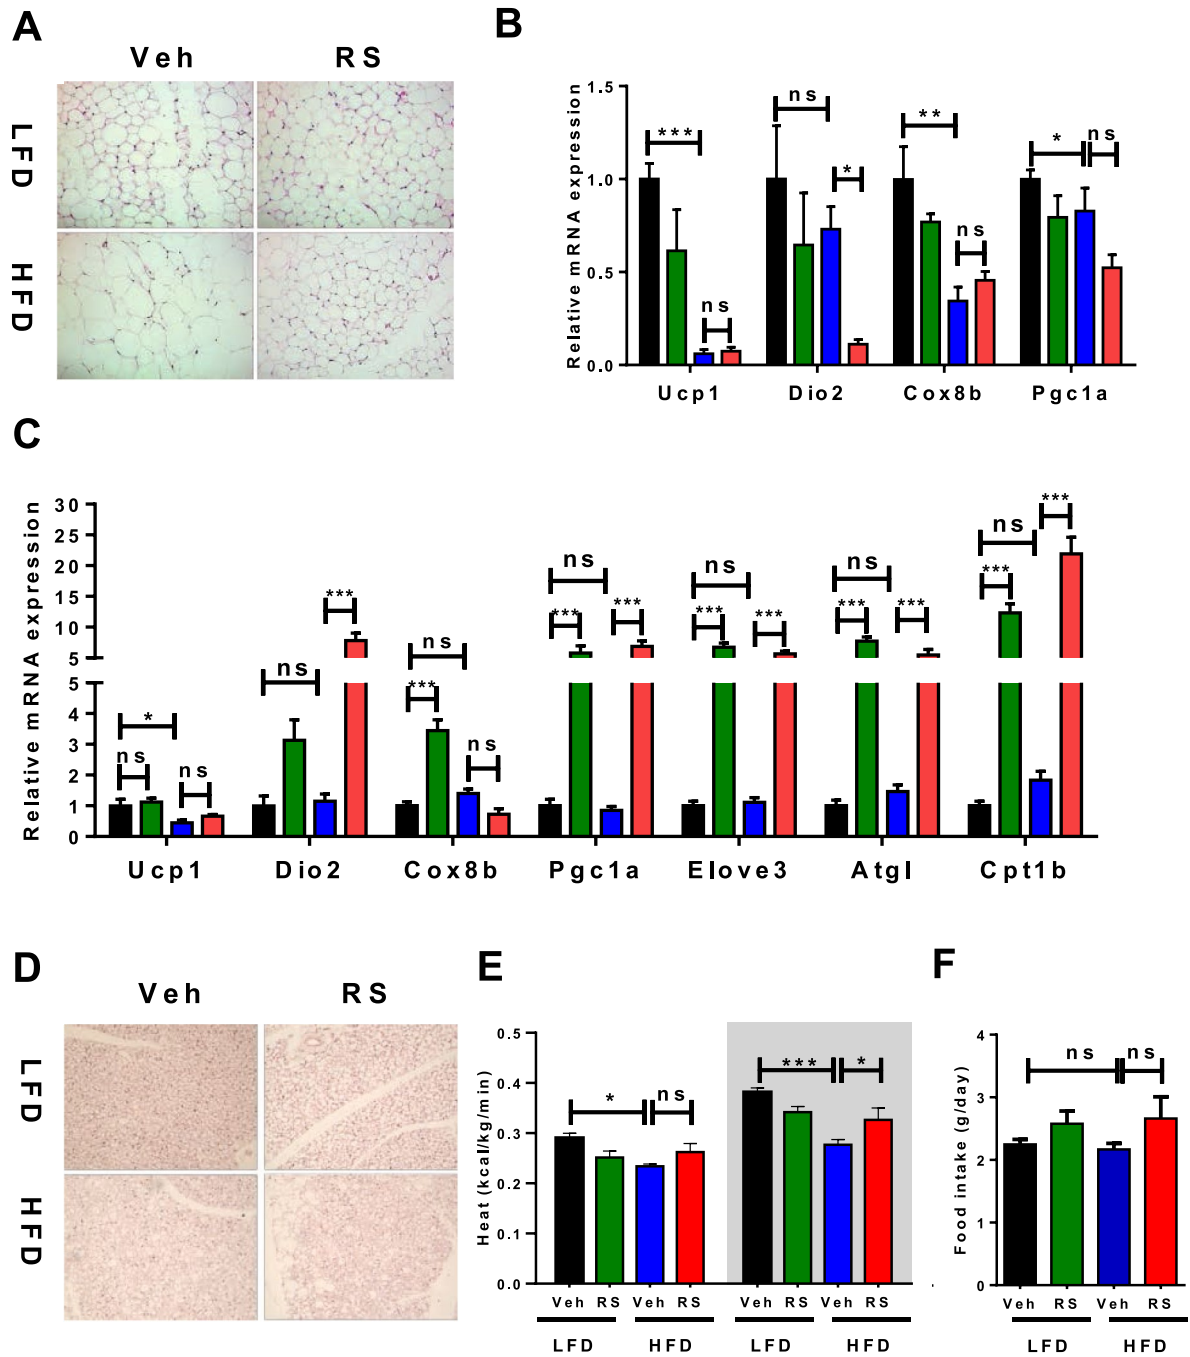 A
Veh RS
LFD
HFD
B
Relative mRNA expression
1.5
1.0
0.5
0.0
***
ns
ns
*
**
ns
*
ns
Ucp1 Dio2 Cox8b Pgc1a
C
Relative mRNA expression
30
25
20
15
10
5
5
4
3
2
1
0
*
ns
ns
ns
***
ns
***
ns
ns
***
***
ns
***
***
ns
***
***
ns
***
***
Ucp1 Dio2 Cox8b Pgc1a Elove3 Atgl Cpt1b
D
Veh RS
LFD
HFD
E
Heat (kcal/kg/min)
0.5
0.4
0.3
0.2
0.1
0.0
*
ns
***
*
Veh RS Veh RS Veh RS Veh RS
LFD HFD LFD HFD
F
Food intake (g/day)
4
3
2
1
0
ns
ns
Veh RS Veh RS
LFD HFD